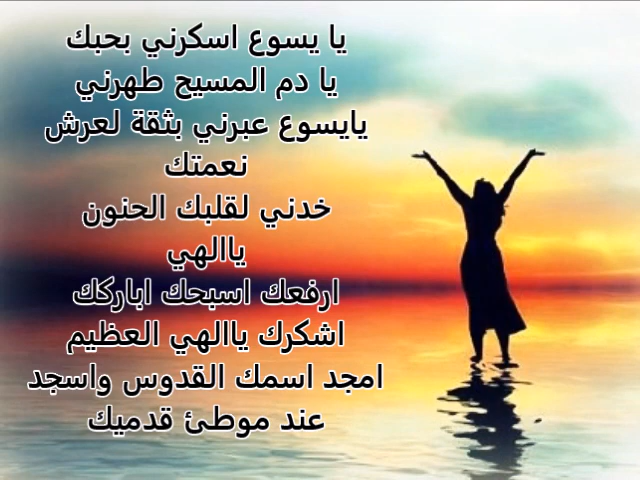 يا يسوع اسكرني بحبك
يا دم المسيح طهرني
يايسوع عبرني بثقة لعرش
نعمتك
خدني لقلبك الحنون
ياالهي
ارفعك اسبحك اباركك
اشكرك ياالهي العظيم
امجد اسمك القدوس واسجد
عند موطئ قدميك